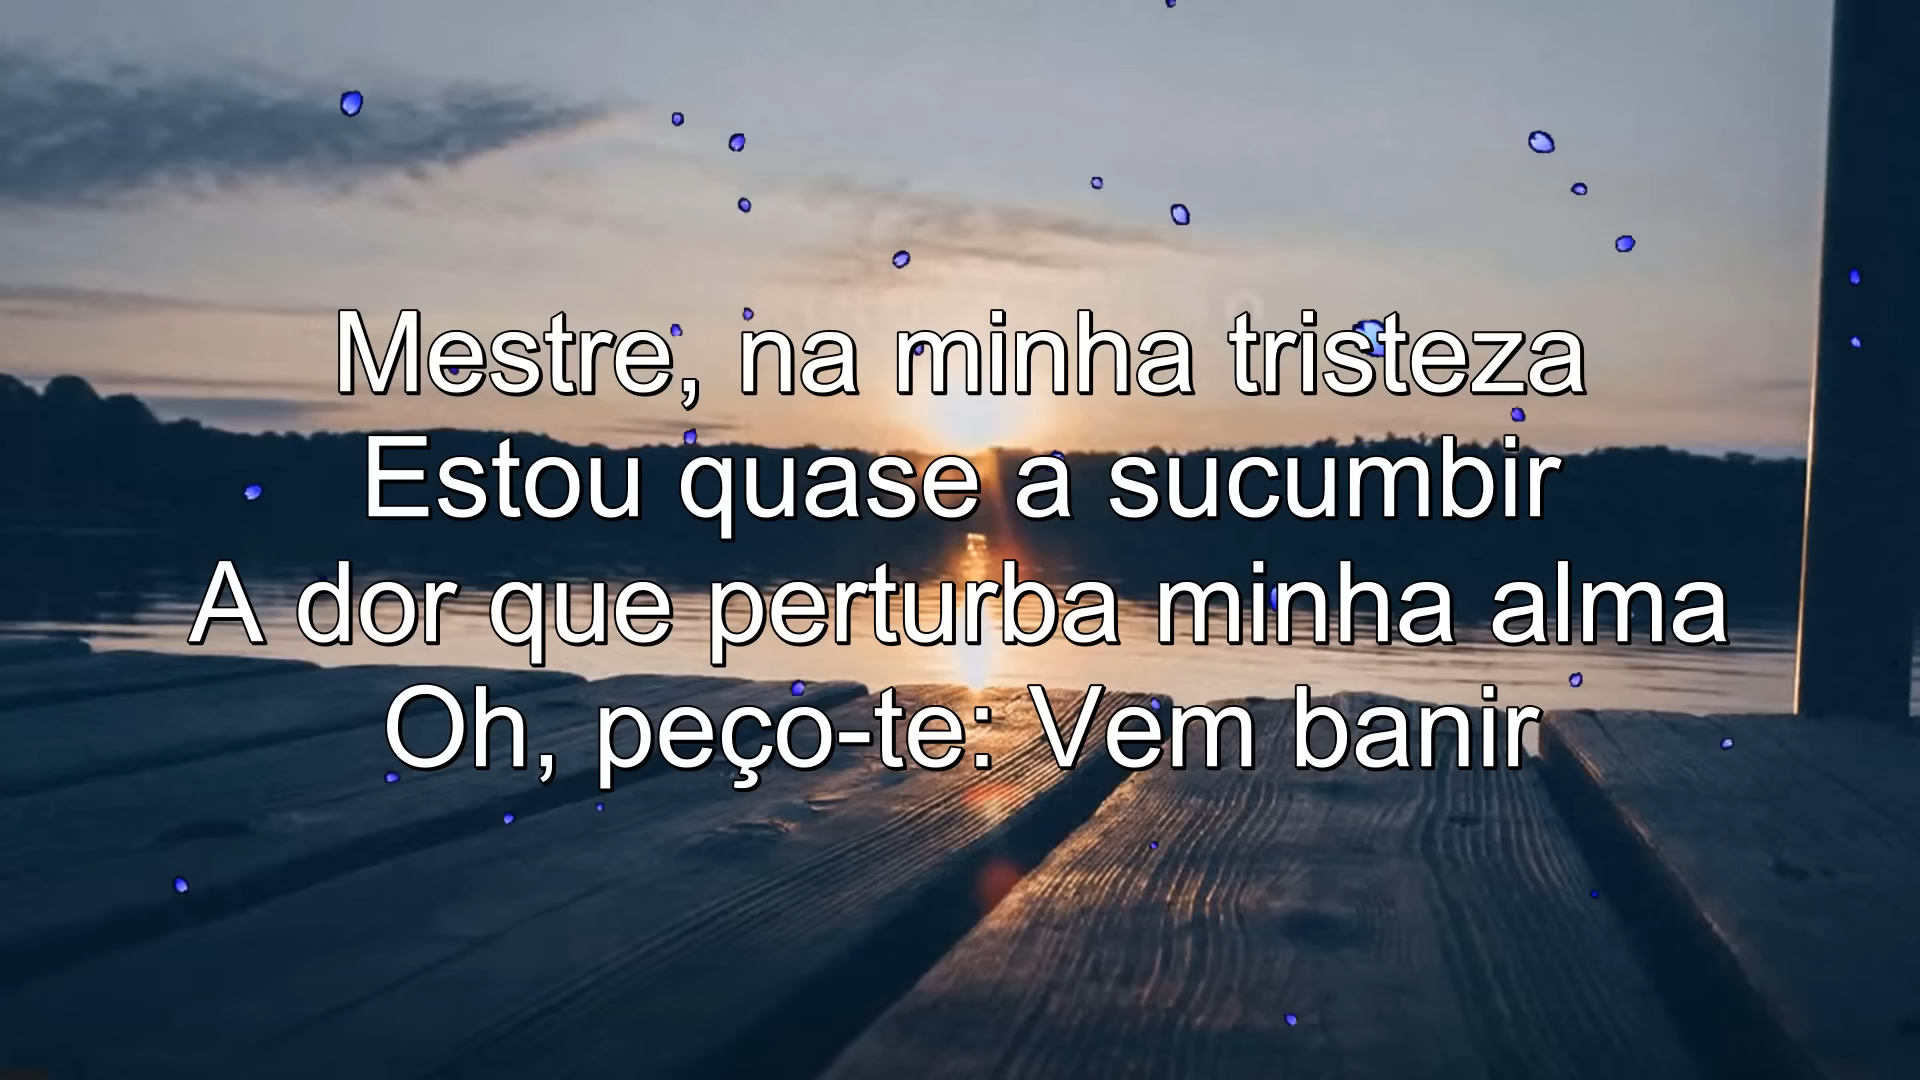 Mestre, na minha tristeza
Estou quase a sucumbir
A dor que perturba minha alma
Oh, peço-te: Vem banir